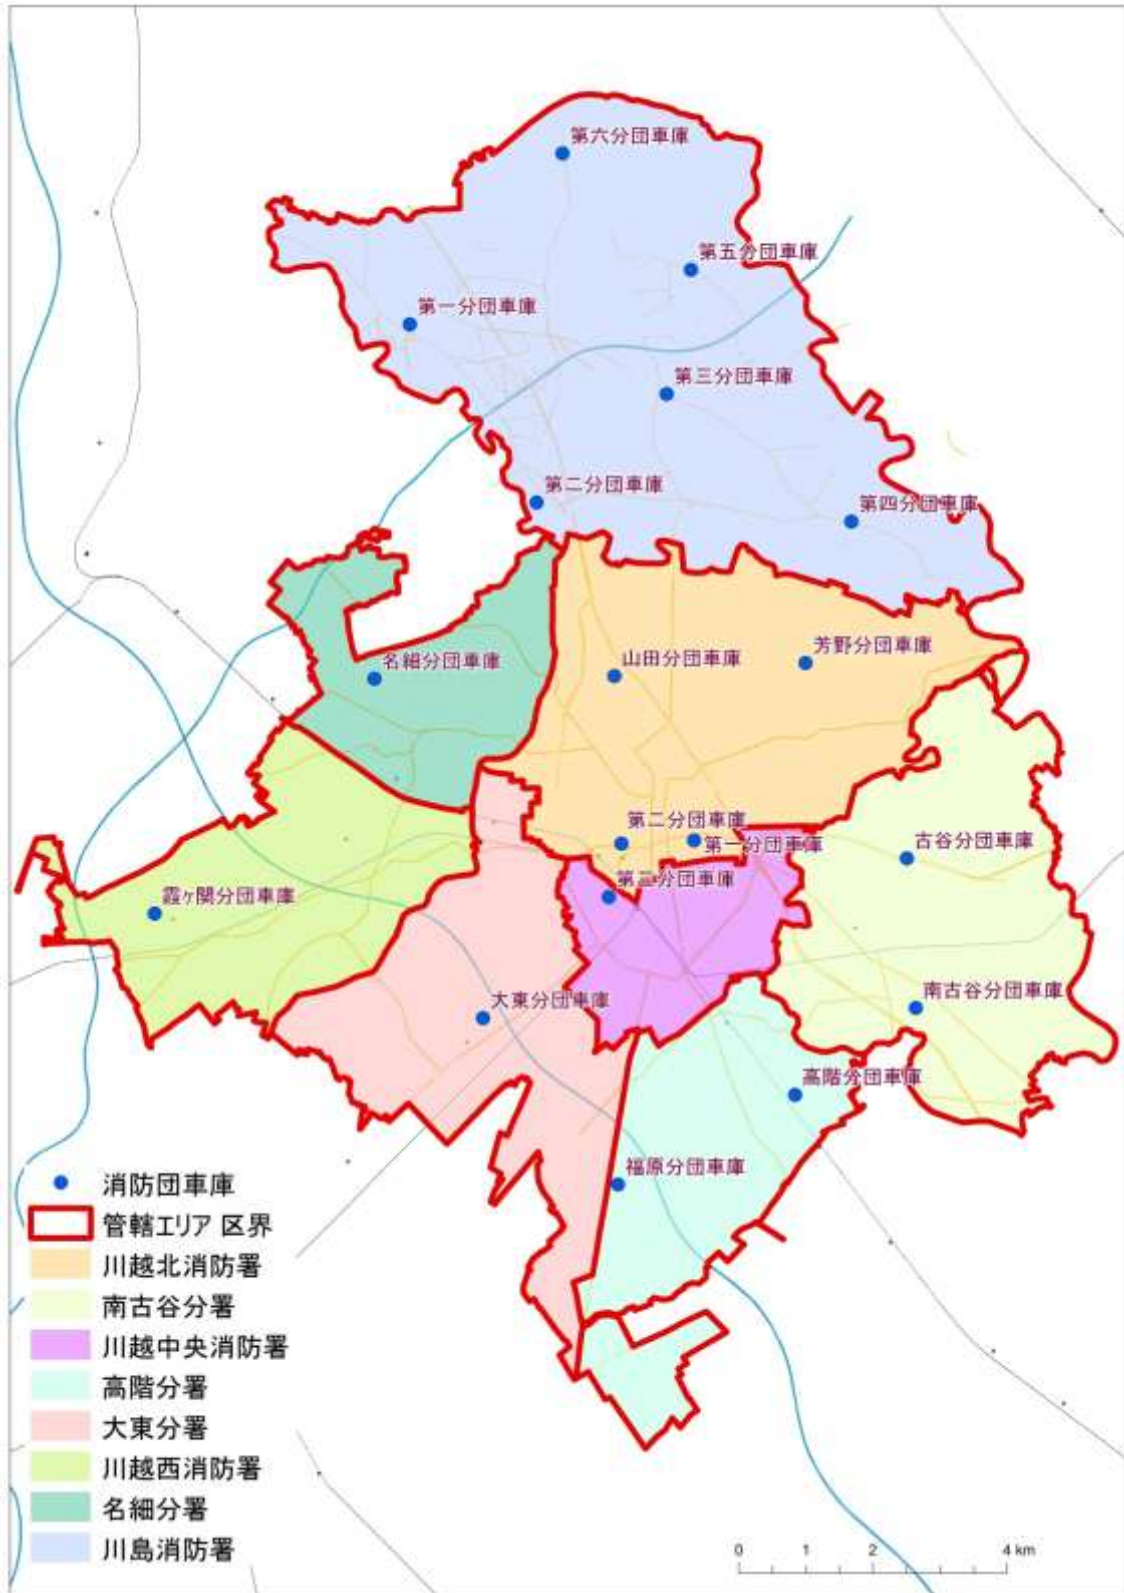 第六分団車庫
第五分団車庫
第一分団車庫
第三分団車庫
第二分団車庫
第四分団車庫
芳野分団車庫
山田分団車庫
名細分団車庫
第二分団車庫
第一分団車庫
古谷分団車庫
第三分団車庫
霞ヶ関分団車庫
南古谷分団車庫
大東分団車庫
高階分団車庫
福原分団車庫
消防団車庫
管轄エリア 区界
川越北消防署
南古谷分署
川越中央消防署
高階分署
大東分署
川越西消防署
名細分署
川島消防署
0 1 2 4 km